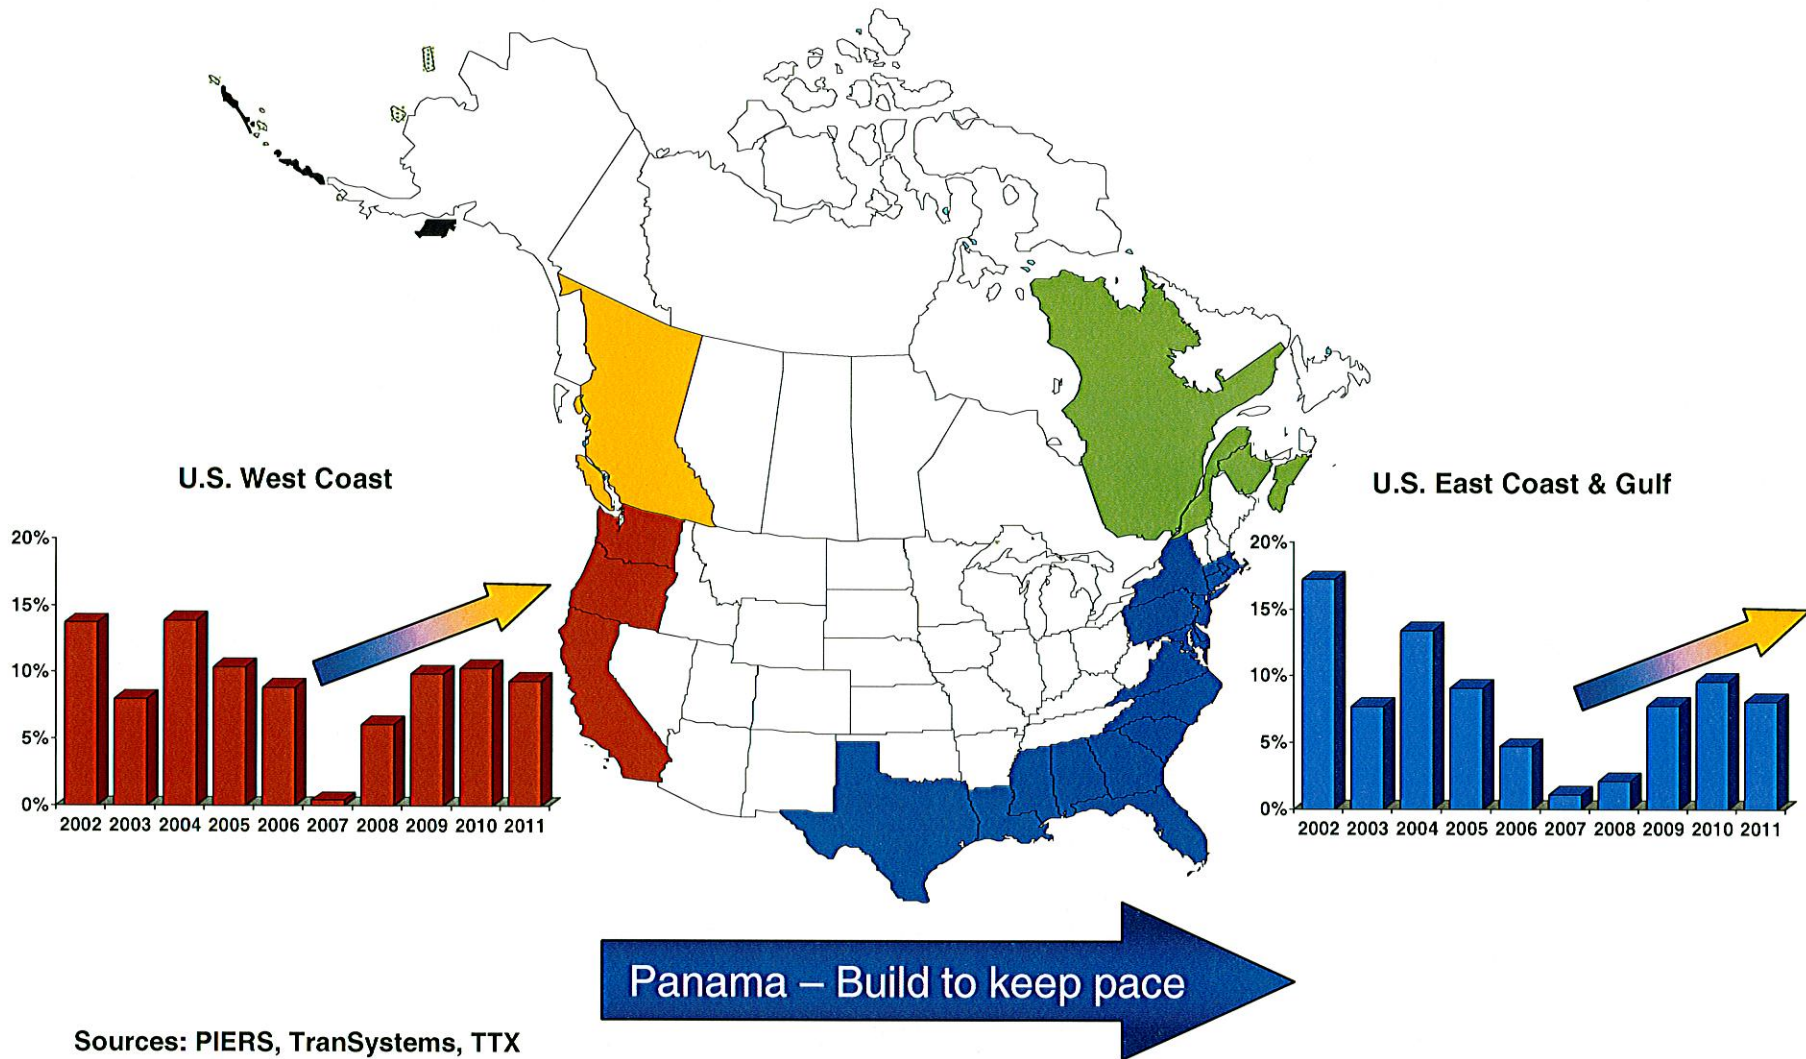 U.S. West Coast
20%
15%
10%
5%
0%
2002 2003 2004 2005 2006 2007 2008 2009 2010 2011
U.S. East Coast & Gulf
20%
15%
10%
5%
0%
2002 2003 2004 2005 2006 2007 2008 2009 2010 2011
Panama – Build to keep pace
Sources: PIERS, TranSystems, TTX